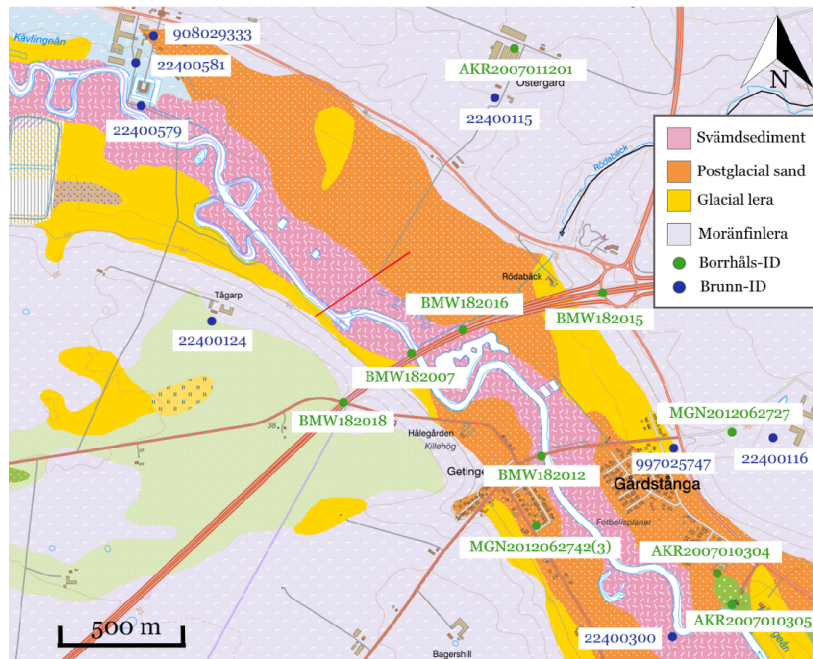 Kävlingeån
908029333
22400581
22400579
AKR2007011201
Östergård
22400115
N
Rödabäck
Svämdsediment
Postglacial sand
Glacial lera
Moränfinlera
Borrhåls-ID
Brunn-ID
Rödabäck
Tågarp
BMW182016
BMW182015
22400124
BMW182007
BMW182018
MGN2012062727
38
Hålegården
Killehög
Getinge
BMW182012
997025747
22400116
Gårdstånga
Fotbollsplaner
MGN2012062742(3)
AKR2007010304
AKR2007010305
22400300
500 m
Bagershill